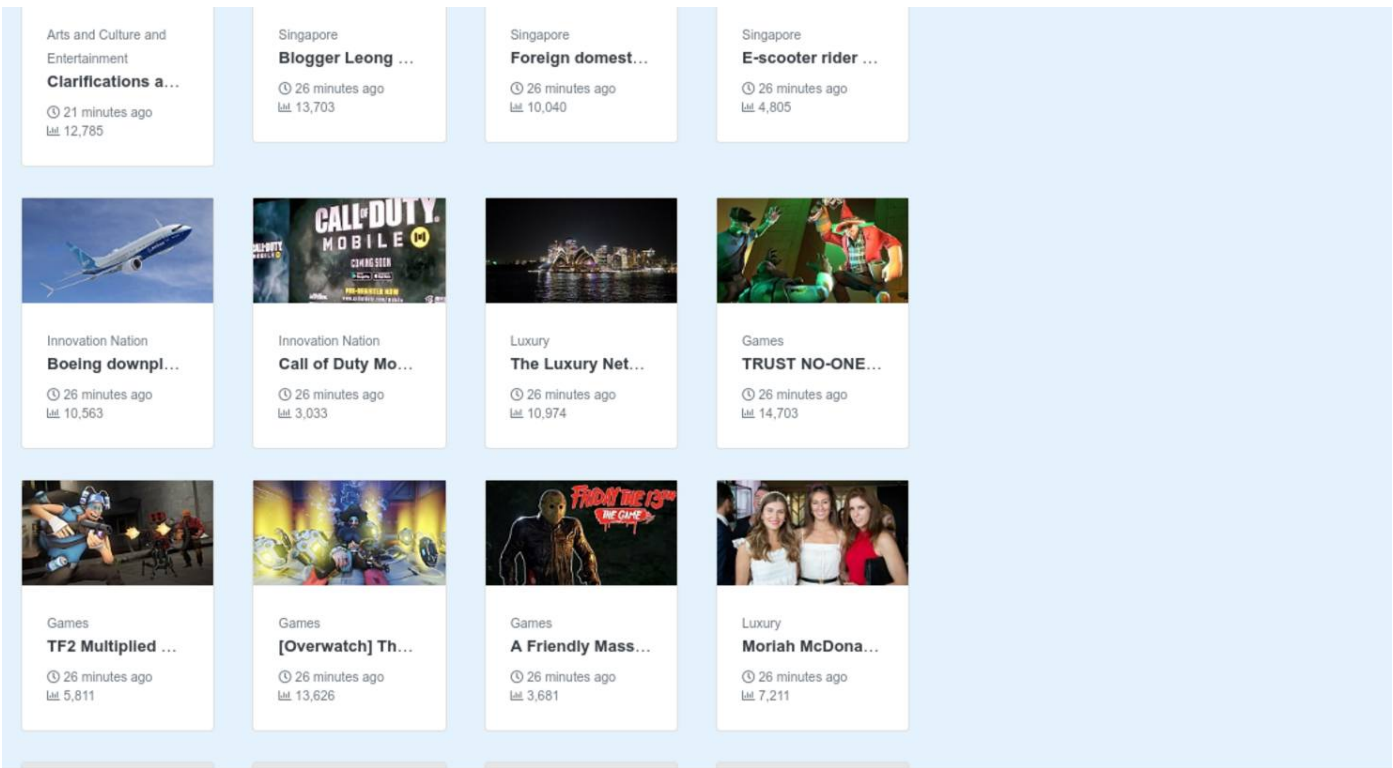 Arts and Culture and
Entertainment
Clarifications a...
21 minutes ago
12,785
Singapore
Blogger Leong ...
26 minutes ago
13,703
Singapore
Foreign domest...
26 minutes ago
10,040
Singapore
E-scooter rider ...
26 minutes ago
4,805
Innovation Nation
Boeing downpl...
26 minutes ago
10,563
CALL OF DUTY
MOBILE
COMING SOON
PRE-REGISTER NOW
Innovation Nation
Call of Duty Mo...
26 minutes ago
3,033
Luxury
The Luxury Net...
26 minutes ago
10,974
Games
TRUST NO-ONE...
26 minutes ago
14,703
Games
TF2 Multiplied ...
26 minutes ago
5,811
Games
[Overwatch] Th...
26 minutes ago
13,626
FRIDAY THE 13TH
THE GAME
Games
A Friendly Mass...
26 minutes ago
3,681
Luxury
Moriah McDona...
26 minutes ago
7,211